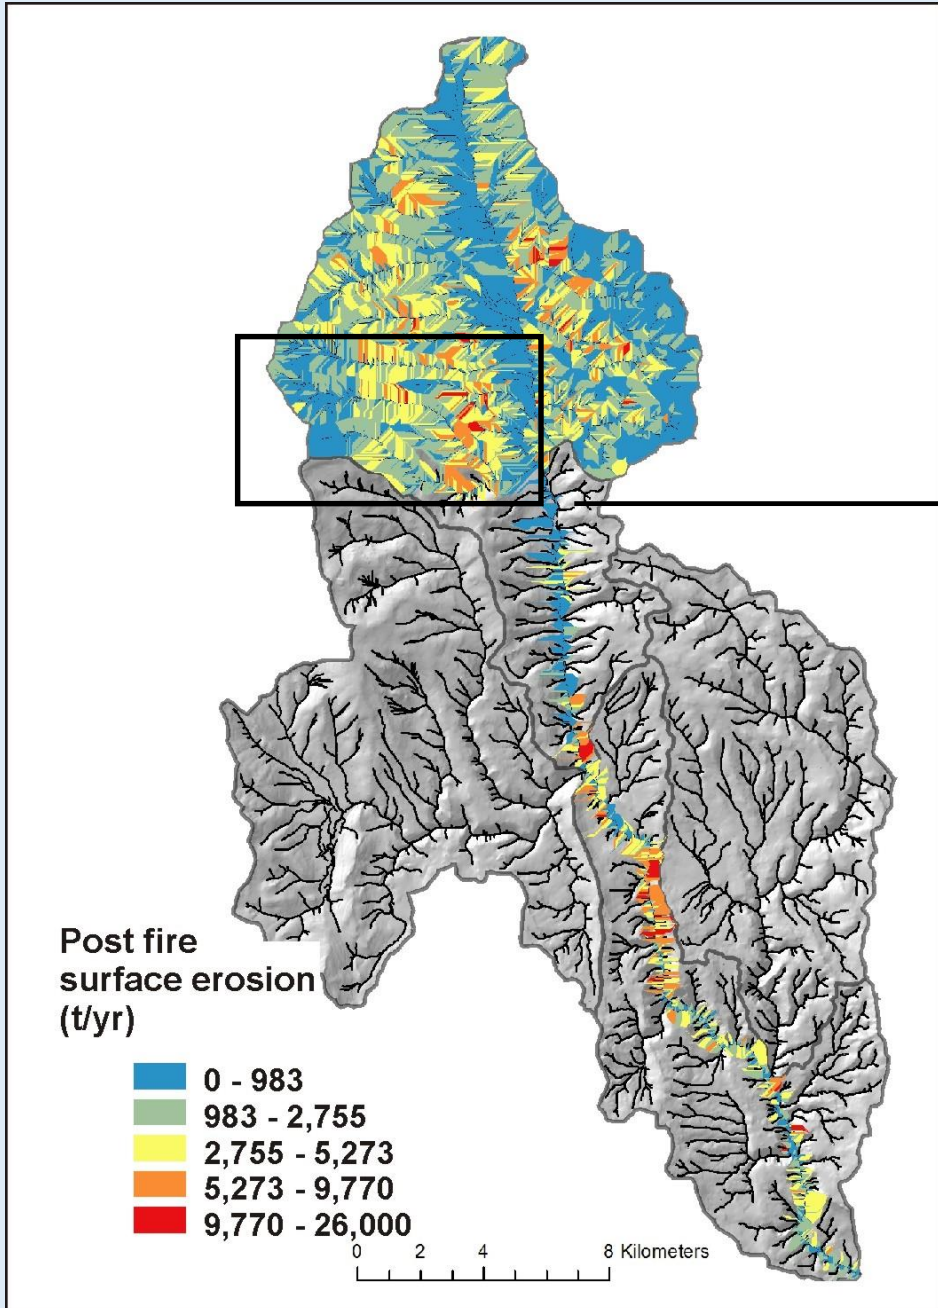 Post fire
surface erosion
(t/yr)
0 - 983
983 - 2,755
2,755 - 5,273
5,273 - 9,770
9,770 - 26,000
0 2 4 8 Kilometers